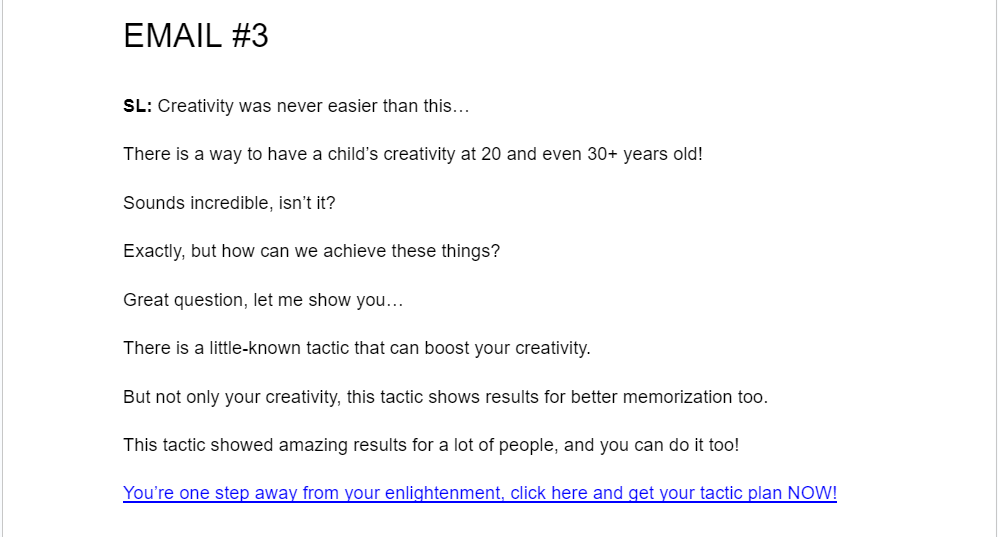 EMAIL #3
SL: Creativity was never easier than this…
There is a way to have a child’s creativity at 20 and even 30+ years old!
Sounds incredible, isn’t it?
Exactly, but how can we achieve these things?
Great question, let me show you…
There is a little-known tactic that can boost your creativity.
But not only your creativity, this tactic shows results for better memorization too.
This tactic showed amazing results for a lot of people, and you can do it too!
You’re one step away from your enlightenment, click here and get your tactic plan NOW!